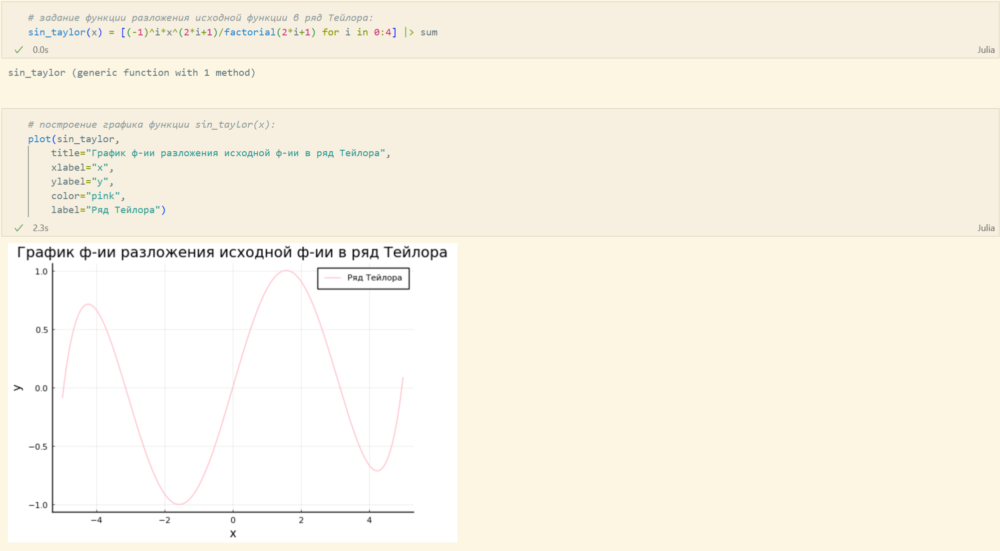 # задание функции разложения исходной функции в ряд Тейлора:
sin_taylor(x) = [(-1)^i*x^(2*i+1)/factorial(2*i+1) for i in 0:4] |> sum
0.0s
Julia
sin_taylor (generic function with 1 method)
# построение графика функции sin_taylor(x):
plot(sin_taylor,
title="График ф-ии разложения исходной ф-ии в ряд Тейлора",
xlabel="x",
ylabel="y",
color="pink",
label="Ряд Тейлора")
2.3s
Julia
График ф-ии разложения исходной ф-ии в ряд Тейлора
Ряд Тейлора
1.0
0.5
0.0
−0.5
−1.0
y
−4 −2 0 2 4
x